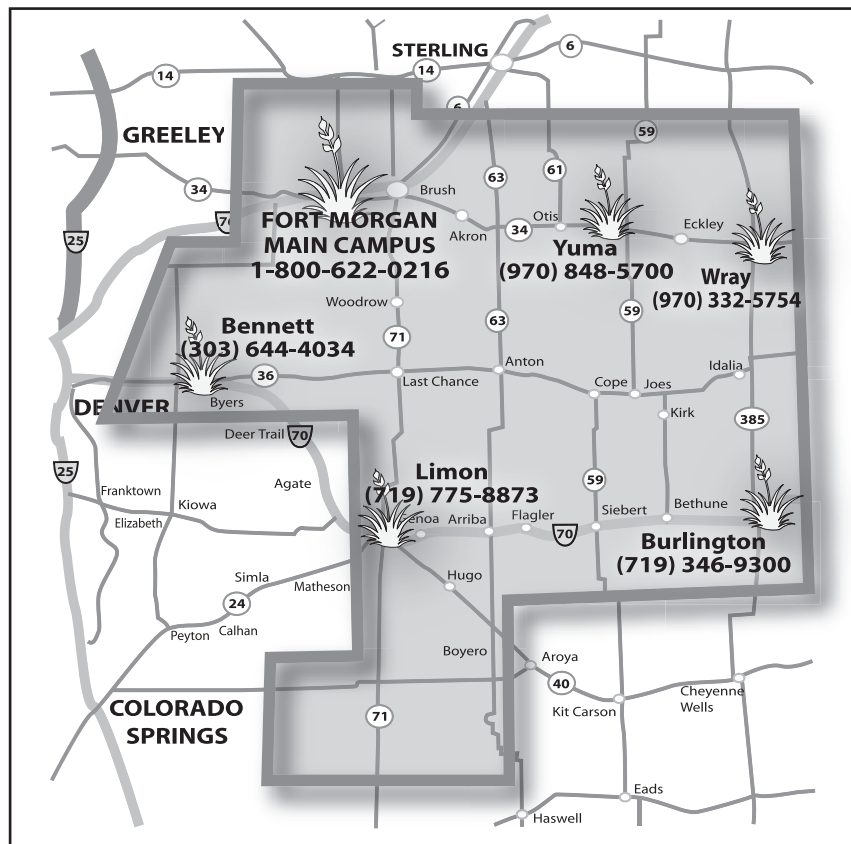 STERLING
6
14
14
6
GREELEY
59
63
61
34
Brush
Otis
34
Eckley
Akron
25
FORT MORGAN
MAIN CAMPUS
1-800-622-0216
Yuma
(970) 848-5700
Wray
(970) 332-5754
Woodrow
59
63
Bennett
(303) 644-4034
71
Anton
Idalia
36
Last Chance
Cope
Joes
Byers
DENVER
Kirk
385
Deer Trail
70
25
Limon
(719) 775-8873
59
Agate
Franktown
Kiowa
Elizabeth
enoa
Arriba
Flagler
70
Siebert
Bethune
Burlington
(719) 346-9300
Simla
Matheson
Hugo
24
Peyton
Calhan
Boyero
Aroya
40
Kit Carson
Cheyenne
Wells
COLORADO
SPRINGS
71
Eads
Haswell